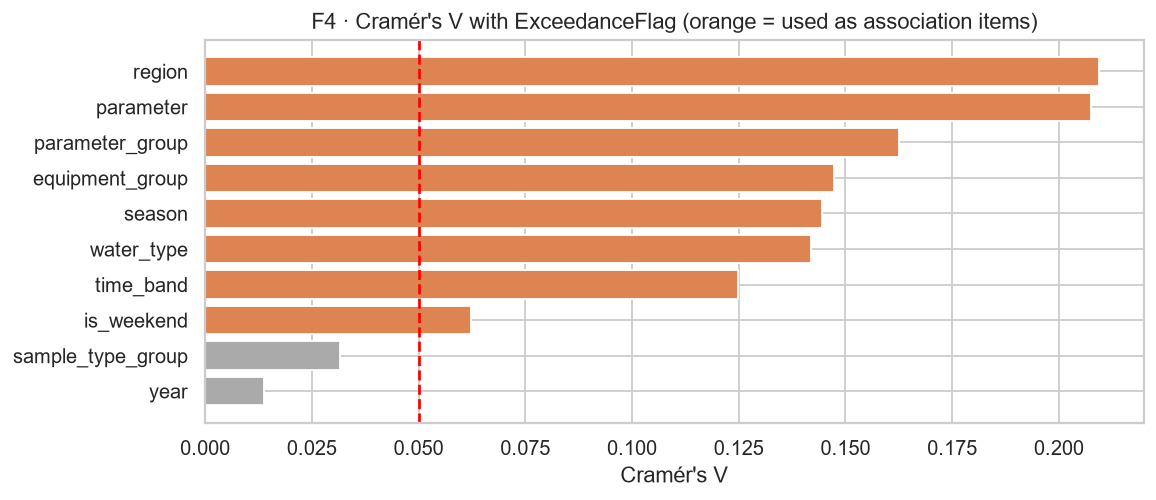 F4 · Cramér's V with ExceedanceFlag (orange = used as association items)
region
parameter
parameter_group
equipment_group
season
water_type
time_band
is_weekend
sample_type_group
year
0.000 0.025 0.050 0.075 0.100 0.125 0.150 0.175 0.200
Cramér's V